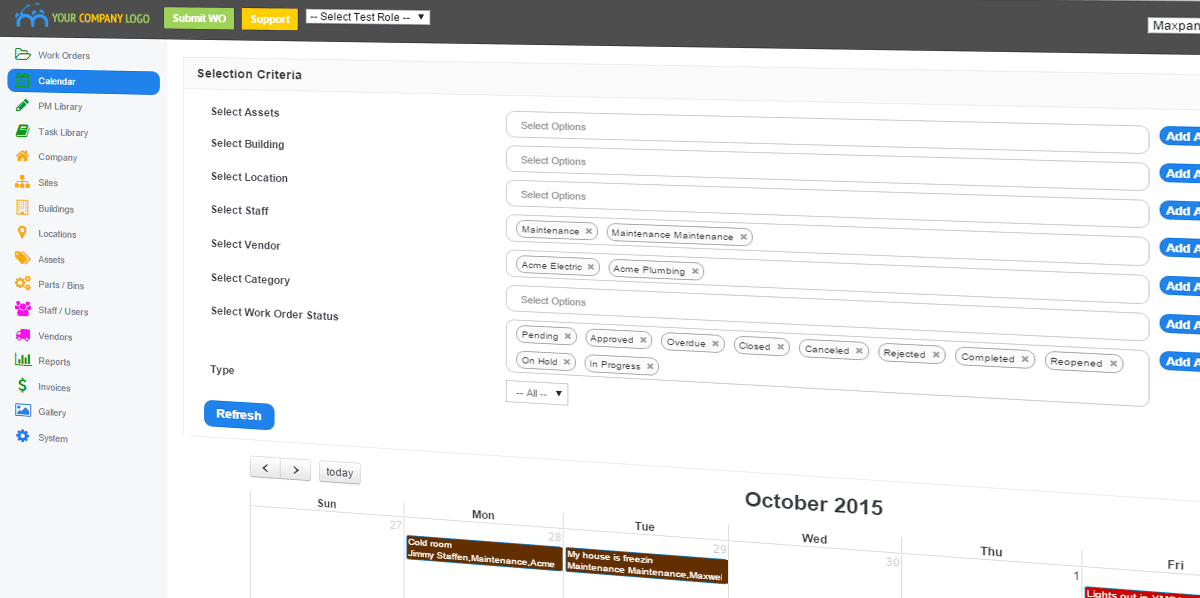 YOUR COMPANY LOGO
Submit WO
Support
-- Select Test Role --
Maxpan
Work Orders
Calendar
PM Library
Task Library
Company
Sites
Buildings
Locations
Assets
Parts / Bins
Staff / Users
Vendors
Reports
Invoices
Gallery
System
Selection Criteria
Select Assets
Select Options
Add A
Select Building
Select Options
Add A
Select Location
Select Options
Add A
Select Staff
Maintenance × Maintenance Maintenance ×
Add A
Select Vendor
Acme Electric × Acme Plumbing ×
Add A
Select Category
Select Options
Add A
Select Work Order Status
Pending × Approved × Overdue × Closed × Canceled × Rejected × Completed × Reopened ×
On Hold × In Progress ×
Add A
Type
-- All --
Refresh
< > today
October 2015
Sun Mon Tue Wed Thu Fri
27 28 29 30 1
Cold room
Jimmy Staffen,Maintenance,Acme
My house is freezin
Maintenance Maintenance,Maxwel
Lights out in